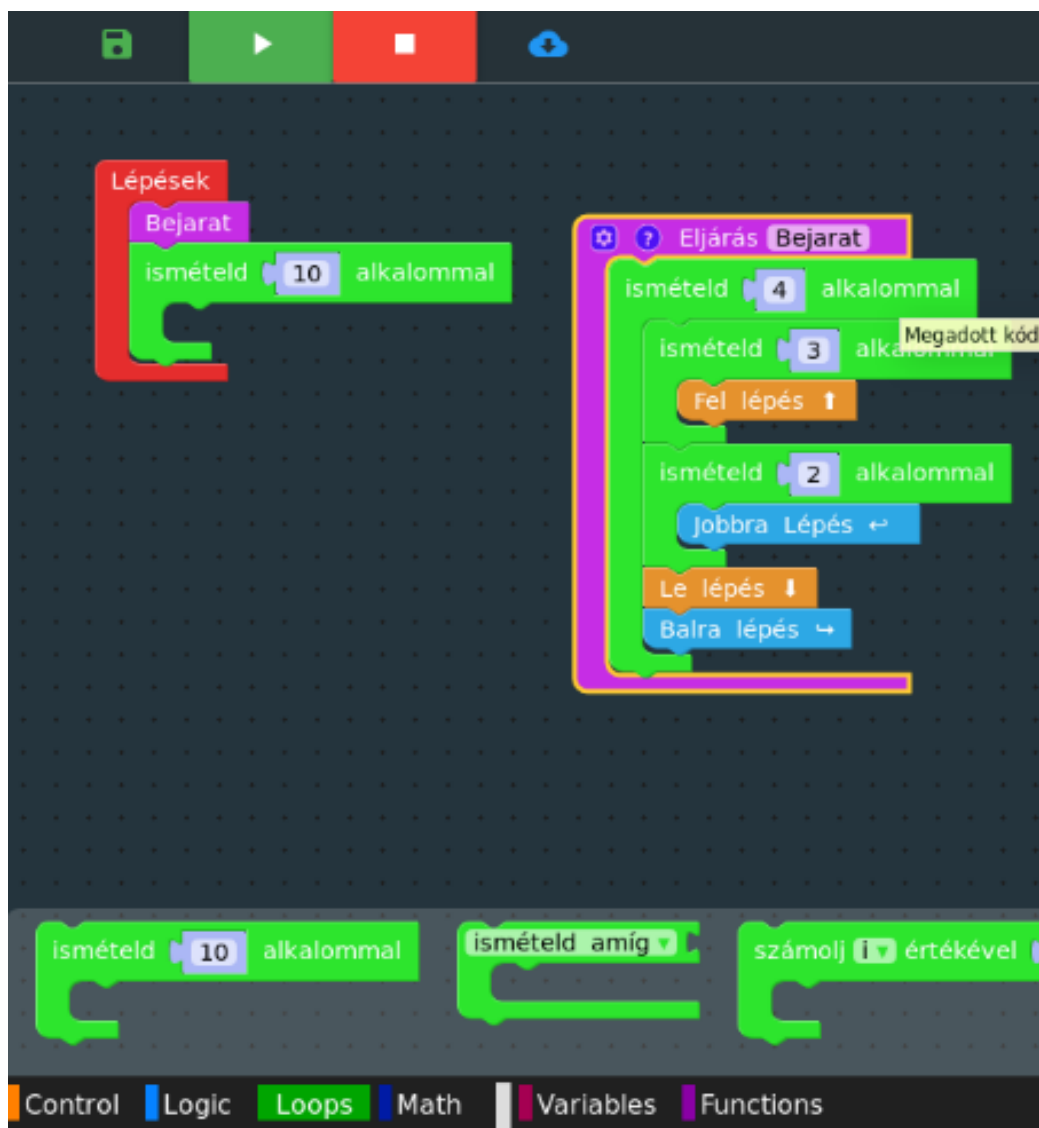 Lépések
Bejarat
ismételd 10 alkalommal
? Eljárás Bejarat
ismételd 4 alkalommal
Megadott kód
ismételd 3
Fel lépés ⬆
ismételd 2 alkalommal
Jobbra Lépés ↩
Le lépés ⬇
Balra lépés ↪
ismételd 10 alkalommal
ismételd amíg ▾
számolj i ▾ értékével
Control Logic Loops Math Variables Functions